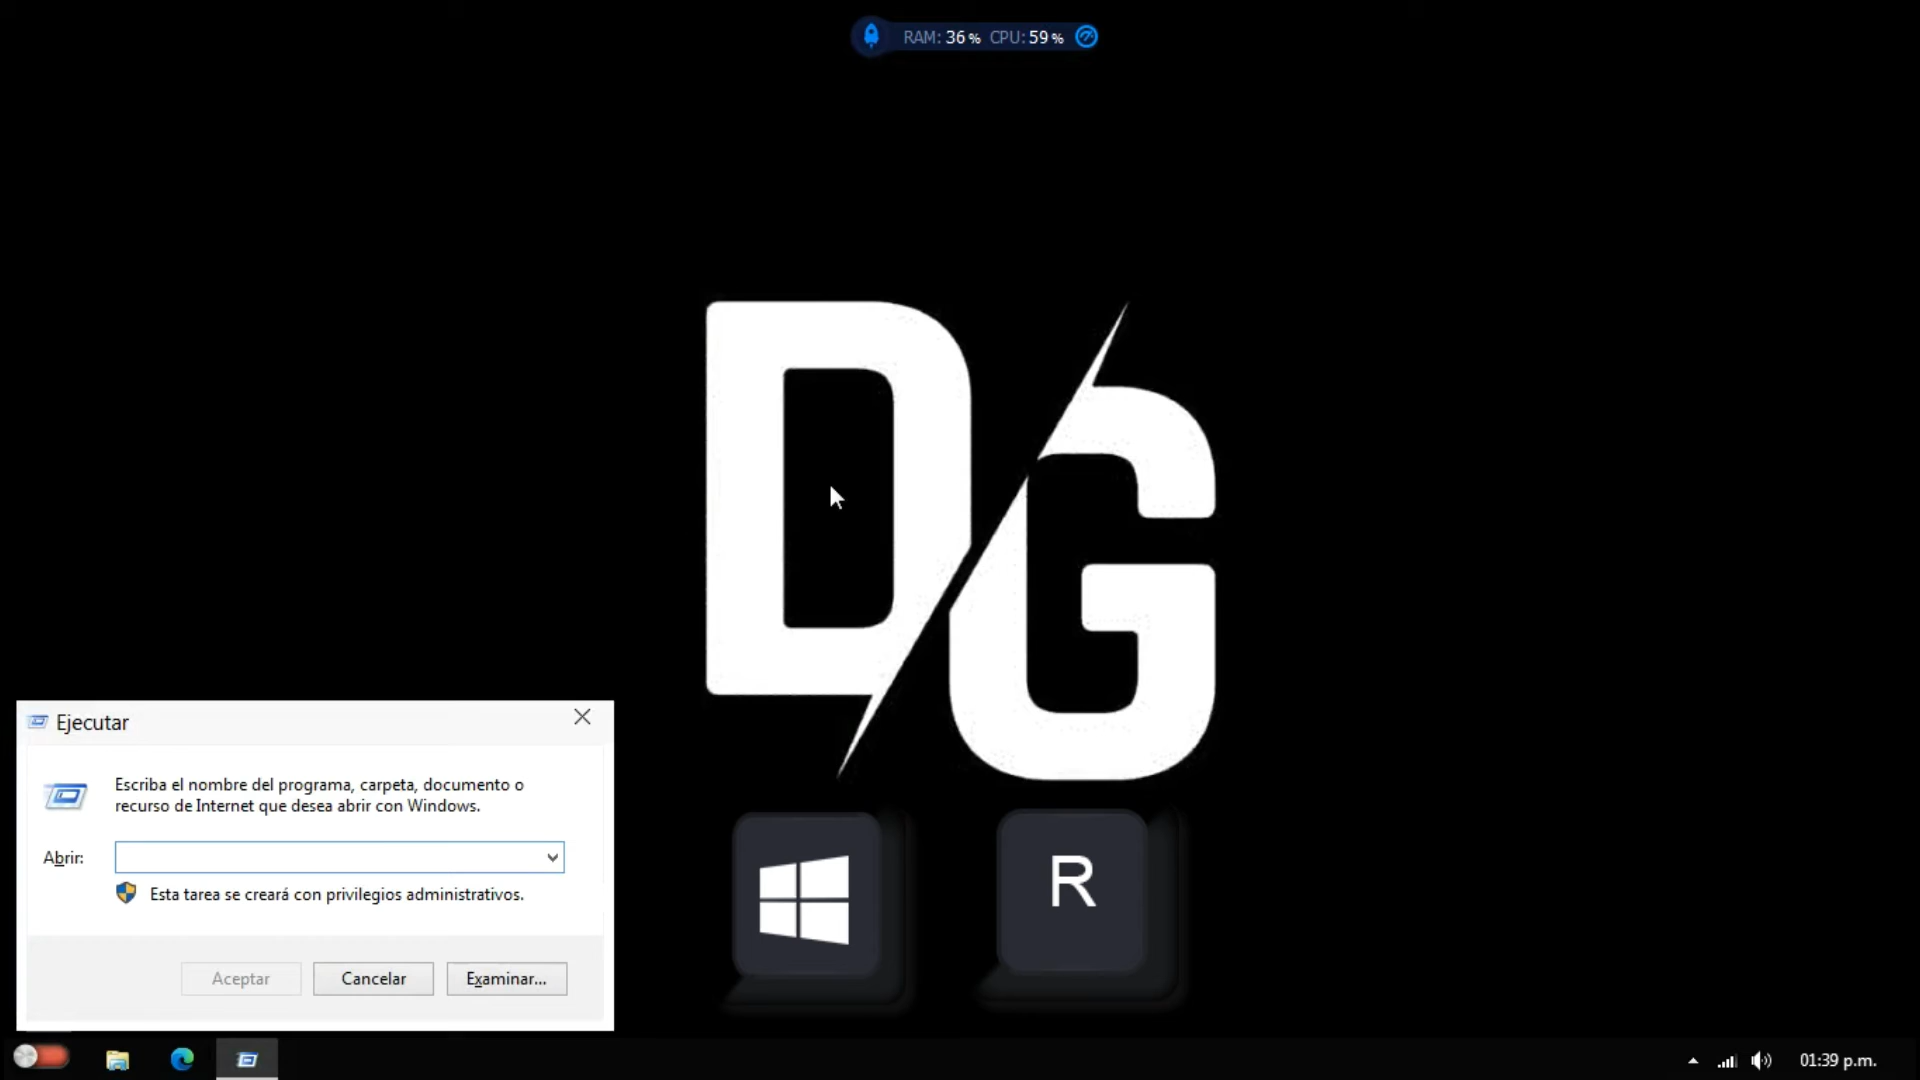 RAM: 36% CPU: 59%
DG
Ejecutar
Escriba el nombre del programa, carpeta, documento o
recurso de Internet que desea abrir con Windows.
Abrir:
Esta tarea se creará con privilegios administrativos.
Aceptar
Cancelar
Examinar...
R
01:39 p.m.